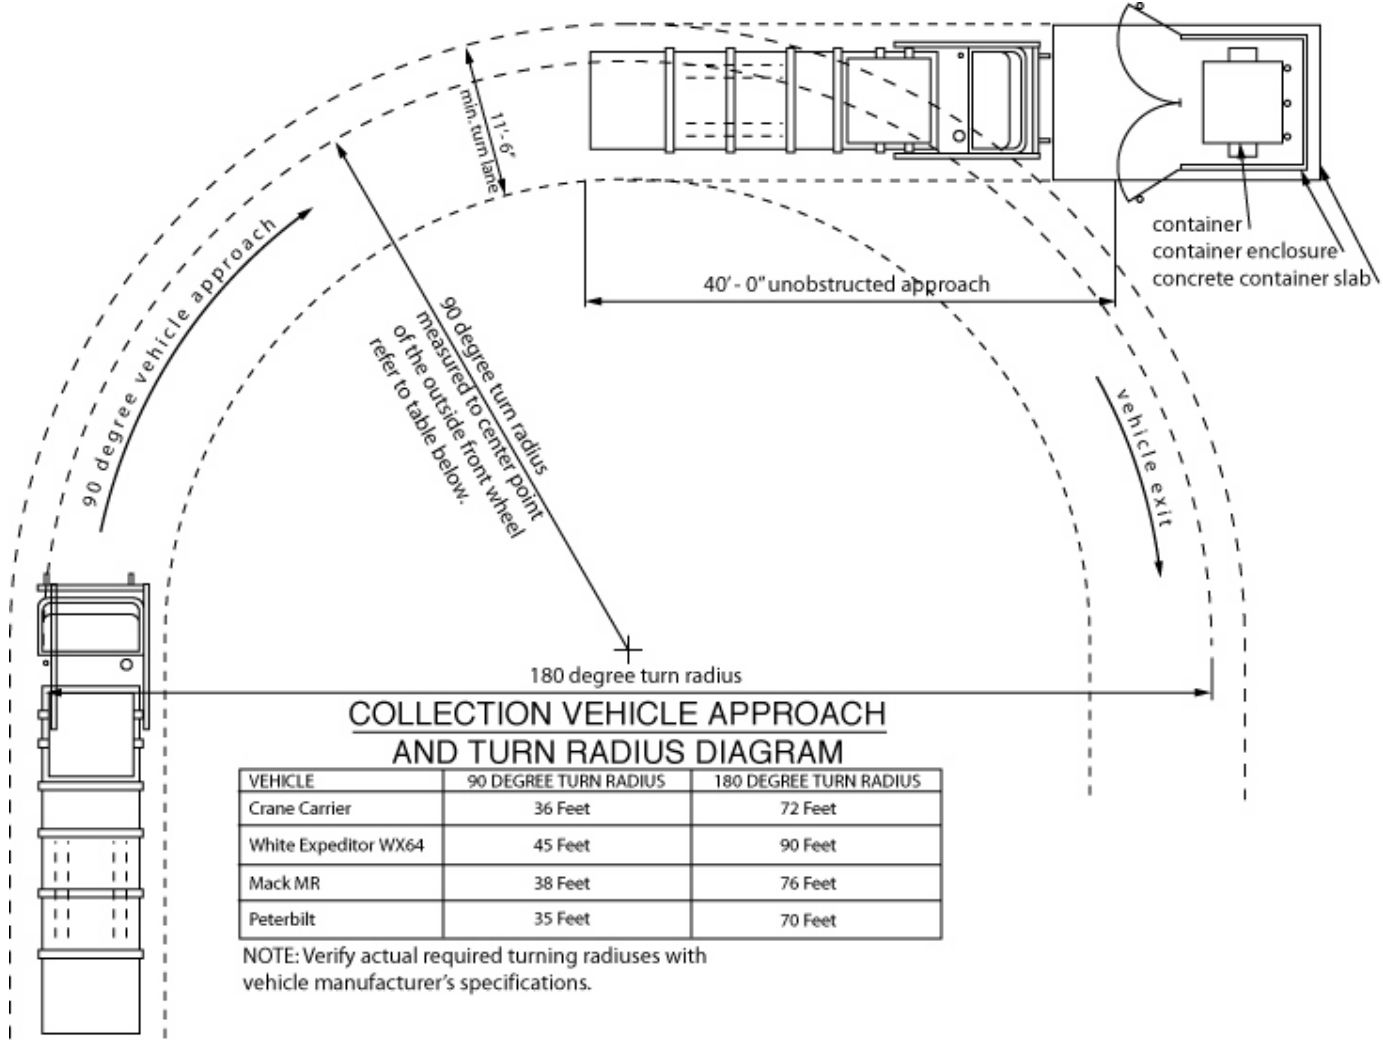 11'-6"
min. turn lane
container
container enclosure
concrete container slab
40' - 0" unobstructed approach
90 degree vehicle approach
90 degree turn radius
measured to center point
of the outside front wheel
refer to table below.
vehicle exit
180 degree turn radius
COLLECTION VEHICLE APPROACH
AND TURN RADIUS DIAGRAM
VEHICLE 90 DEGREE TURN RADIUS 180 DEGREE TURN RADIUS
Crane Carrier 36 Feet 72 Feet
White Expeditor WX64 45 Feet 90 Feet
Mack MR 38 Feet 76 Feet
Peterbilt 35 Feet 70 Feet
NOTE: Verify actual required turning radiuses with
vehicle manufacturer's specifications.